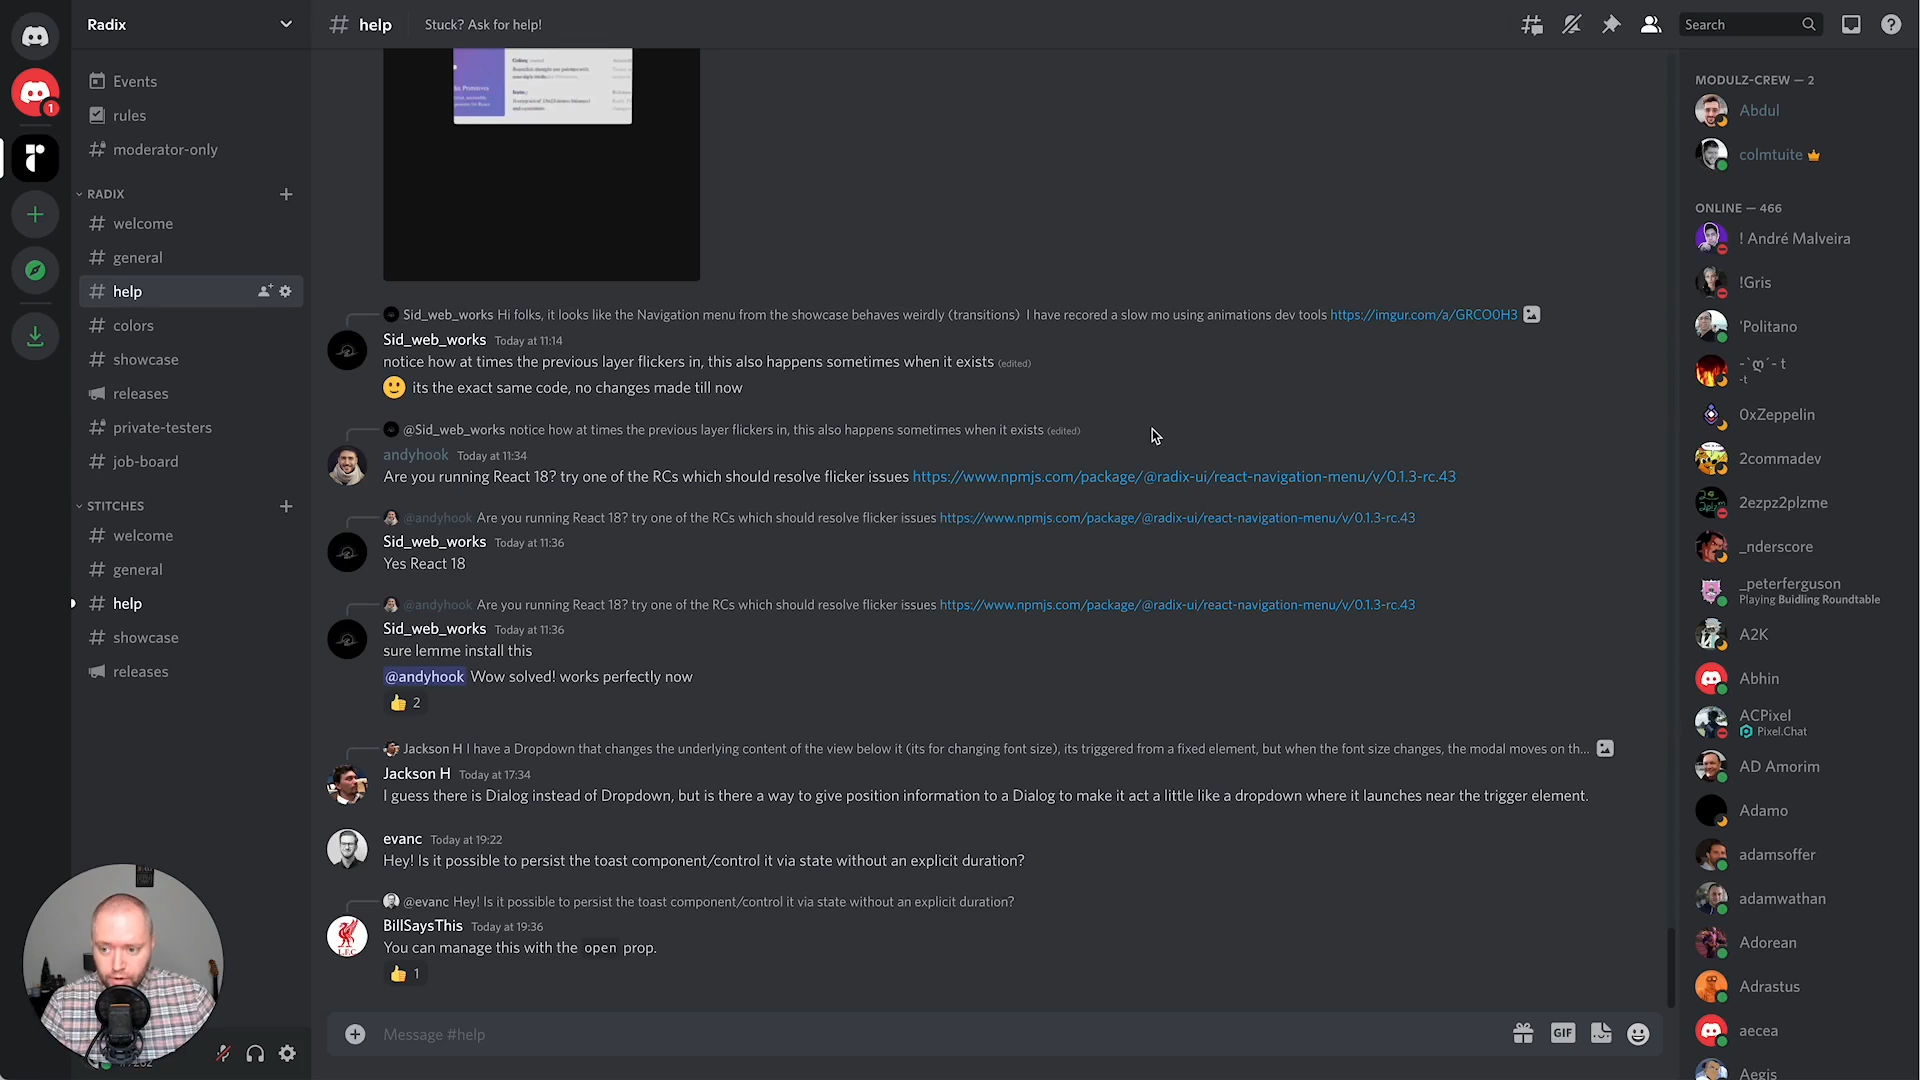 Radix
# help
Stuck? Ask for help!
Search
Events
rules
moderator-only
RADIX
welcome
general
help
colors
showcase
releases
private-testers
job-board
STITCHES
welcome
general
help
showcase
releases
1
Sid_web_works Hi folks, it looks like the Navigation menu from the showcase behaves weirdly (transitions) I have recored a slow mo using animations dev tools https://imgur.com/a/GRCO0H3
Sid_web_works Today at 11:14
notice how at times the previous layer flickers in, this also happens sometimes when it exists (edited)
its the exact same code, no changes made till now
@Sid_web_works notice how at times the previous layer flickers in, this also happens sometimes when it exists (edited)
andyhook Today at 11:34
Are you running React 18? try one of the RCs which should resolve flicker issues https://www.npmjs.com/package/@radix-ui/react-navigation-menu/v/0.1.3-rc.43
@andyhook Are you running React 18? try one of the RCs which should resolve flicker issues https://www.npmjs.com/package/@radix-ui/react-navigation-menu/v/0.1.3-rc.43
Sid_web_works Today at 11:36
Yes React 18
@andyhook Are you running React 18? try one of the RCs which should resolve flicker issues https://www.npmjs.com/package/@radix-ui/react-navigation-menu/v/0.1.3-rc.43
Sid_web_works Today at 11:36
sure lemme install this
@andyhook Wow solved! works perfectly now
2
Jackson H I have a Dropdown that changes the underlying content of the view below it (its for changing font size), its triggered from a fixed element, but when the font size changes, the modal moves on th...
Jackson H Today at 17:34
I guess there is Dialog instead of Dropdown, but is there a way to give position information to a Dialog to make it act a little like a dropdown where it launches near the trigger element.
evanc Today at 19:22
Hey! Is it possible to persist the toast component/control it via state without an explicit duration?
@evanc Hey! Is it possible to persist the toast component/control it via state without an explicit duration?
BillSaysThis Today at 19:36
You can manage this with the open prop.
1
Message #help
GIF
MODULZ-CREW — 2
Abdul
colmtuite
ONLINE — 466
! André Malveira
!Gris
'Politano
-t
0xZeppelin
2commadev
2ezpz2plzme
_nderscore
_peterferguson
Playing Buidling Roundtable
A2K
Abhin
ACPixel
Pixel.Chat
AD Amorim
Adamo
adamsoffer
adamwathan
Adorean
Adrastus
aecea
Aegis